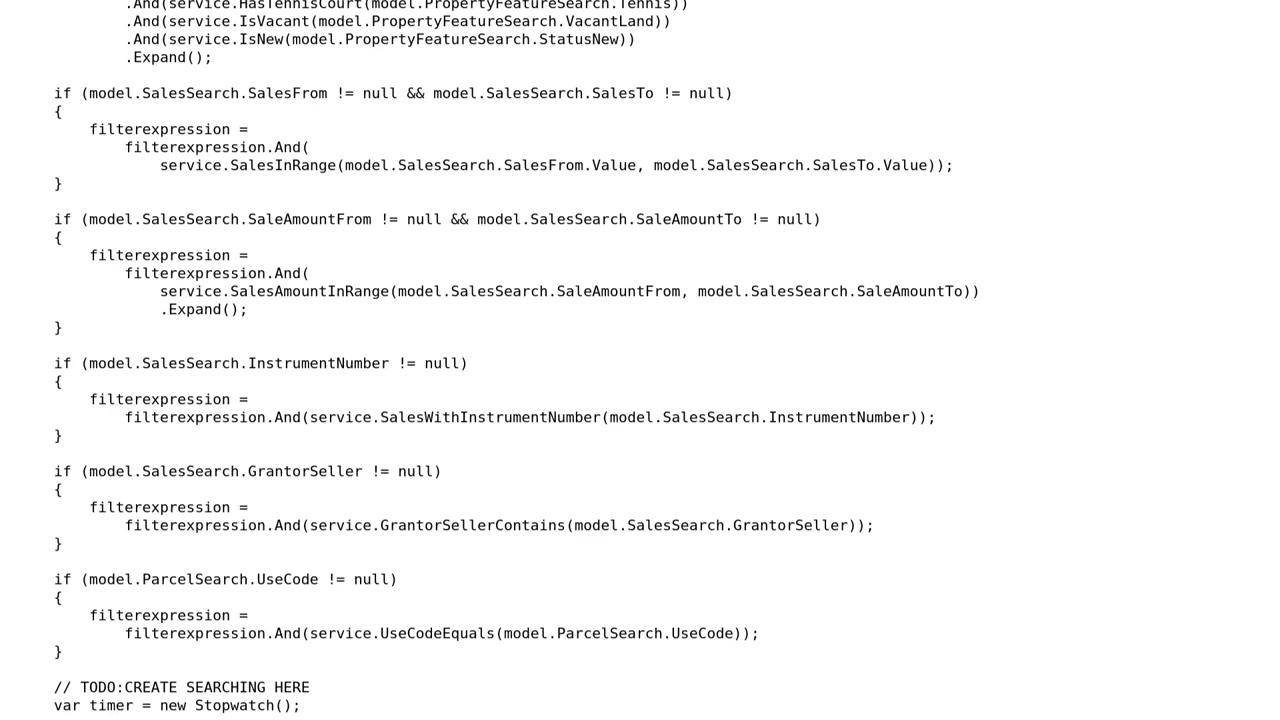 .And(service.HasTennisCourt(model.PropertyFeatureSearch.Tennis))
.And(service.IsVacant(model.PropertyFeatureSearch.VacantLand))
.And(service.IsNew(model.PropertyFeatureSearch.StatusNew))
.Expand();
if (model.SalesSearch.SalesFrom != null && model.SalesSearch.SalesTo != null)
{
filterexpression =
filterexpression.And(
service.SalesInRange(model.SalesSearch.SalesFrom.Value, model.SalesSearch.SalesTo.Value));
}
if (model.SalesSearch.SaleAmountFrom != null && model.SalesSearch.SaleAmountTo != null)
{
filterexpression =
filterexpression.And(
service.SalesAmountInRange(model.SalesSearch.SaleAmountFrom, model.SalesSearch.SaleAmountTo))
.Expand();
}
if (model.SalesSearch.InstrumentNumber != null)
{
filterexpression =
filterexpression.And(service.SalesWithInstrumentNumber(model.SalesSearch.InstrumentNumber));
}
if (model.SalesSearch.GrantorSeller != null)
{
filterexpression =
filterexpression.And(service.GrantorSellerContains(model.SalesSearch.GrantorSeller));
}
if (model.ParcelSearch.UseCode != null)
{
filterexpression =
filterexpression.And(service.UseCodeEquals(model.ParcelSearch.UseCode));
}
// TODO:CREATE SEARCHING HERE
var timer = new Stopwatch();